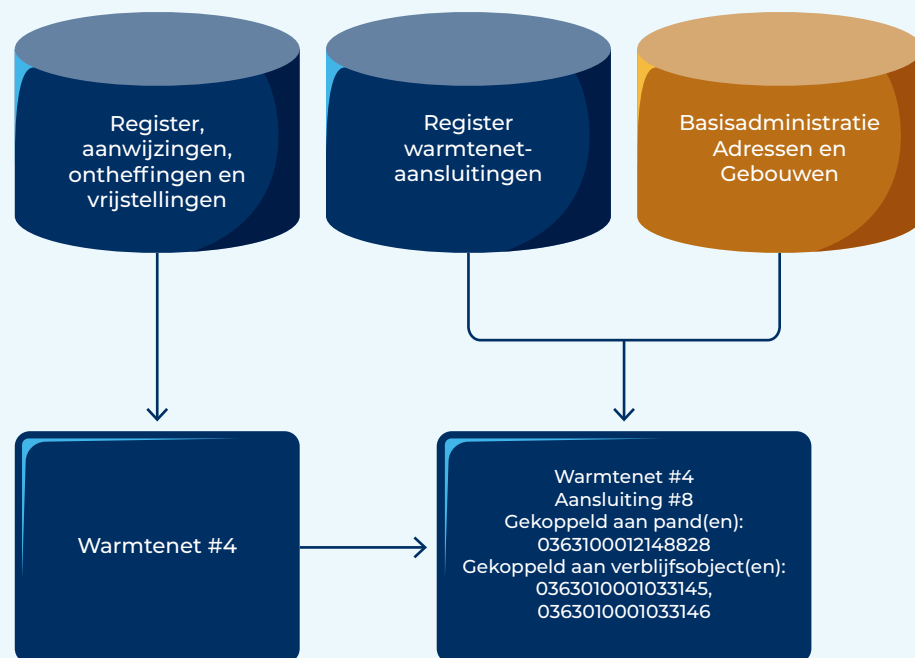 Register,
aanwijzingen,
ontheffingen en
vrijstellingen
Register
warmtenet-
aansluitingen
Basisadministratie
Adressen en
Gebouwen
Warmtenet #4
Warmtenet #4
Aansluiting #8
Gekoppeld aan pand(en):
0363100012148828
Gekoppeld aan verblijfsobject(en):
0363010001033145,
0363010001033146